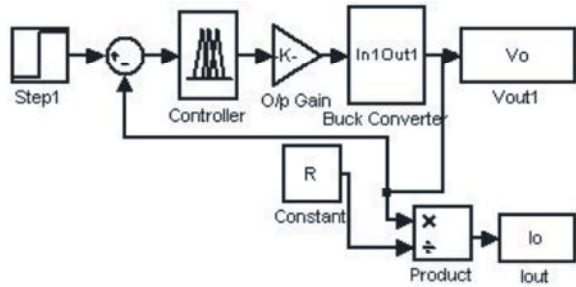 Step1
Controller
-K-
O/p Gain
In1Out1
Buck Converter
Vo
Vout1
R
Constant
×
÷
Product
Io
Iout